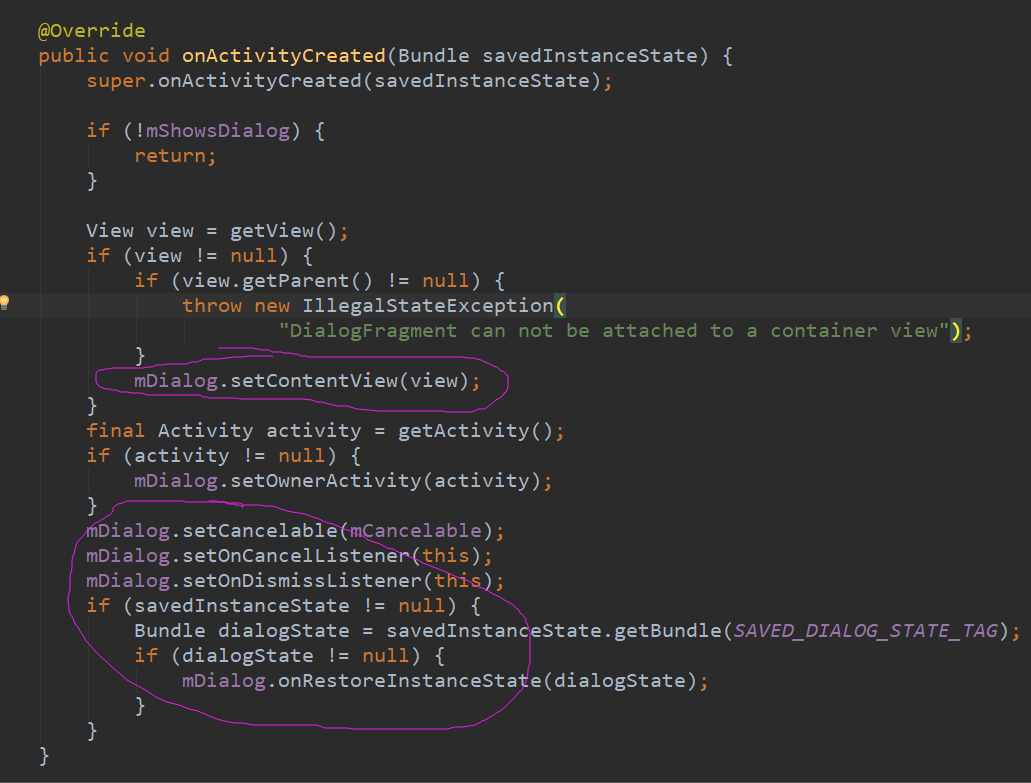 @Override
public void onActivityCreated(Bundle savedInstanceState) {
    super.onActivityCreated(savedInstanceState);

    if (!mShowsDialog) {
        return;
    }

    View view = getView();
    if (view != null) {
        if (view.getParent() != null) {
            throw new IllegalStateException(
                    "DialogFragment can not be attached to a container view");
        }
        mDialog.setContentView(view);
    }
    final Activity activity = getActivity();
    if (activity != null) {
        mDialog.setOwnerActivity(activity);
    }
    mDialog.setCancelable(mCancelable);
    mDialog.setOnCancelListener(this);
    mDialog.setOnDismissListener(this);
    if (savedInstanceState != null) {
        Bundle dialogState = savedInstanceState.getBundle(SAVED_DIALOG_STATE_TAG);
        if (dialogState != null) {
            mDialog.onRestoreInstanceState(dialogState);
        }
    }
}